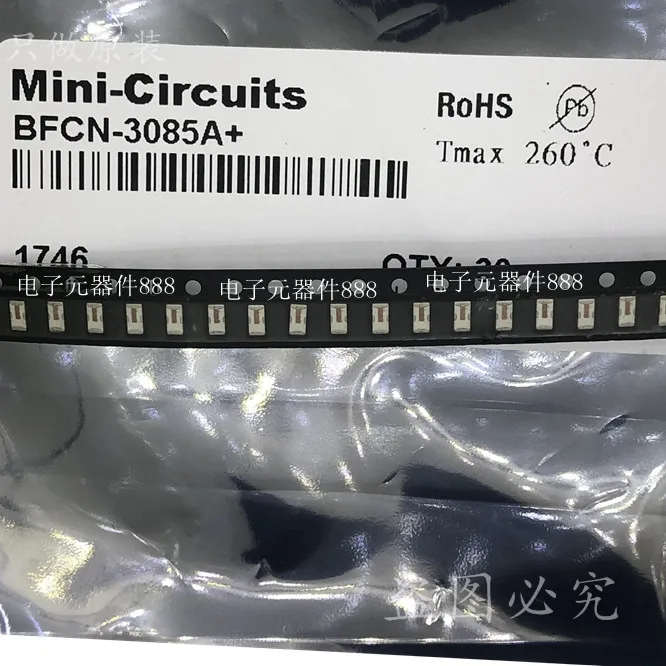 只做原装
Mini-Circuits
BFCN-3085A+
RoHS
Pb
Tmax 260°C
1746
QTY: 30
电子元器件888
电子元器件888
电子元器件888
盗图必究